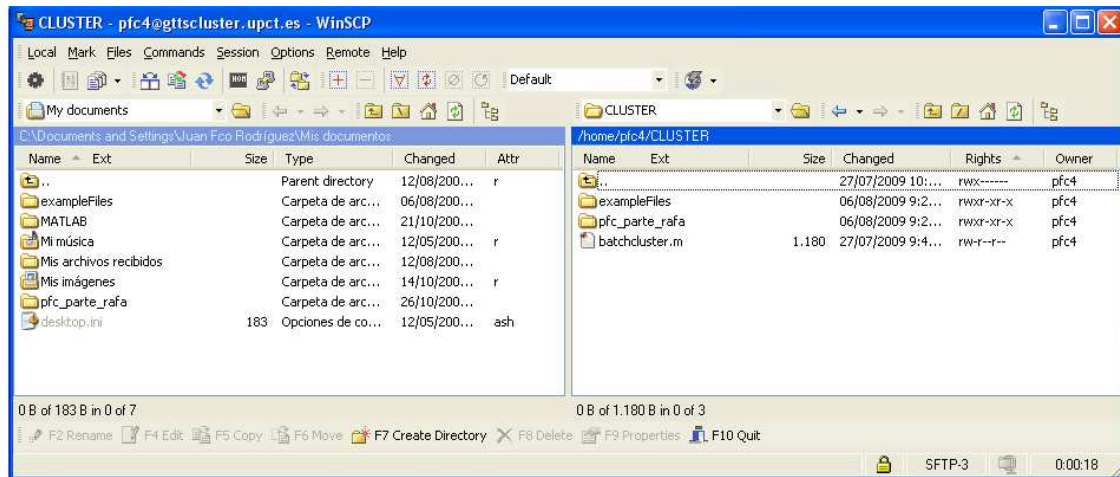 CLUSTER - pfc4@gttscluster.upct.es - WinSCP
Local Mark Files Commands Session Options Remote Help
Default
My documents
CLUSTER
C:\Documents and Settings\Juan Fco Rodríguez\Mis documentos
/home/pfc4/CLUSTER
Name Ext Size Type Changed Attr
Name Ext Size Changed Rights Owner
.. Parent directory 12/08/200... r
.. 27/07/2009 10:... rwx------ pfc4
exampleFiles Carpeta de arc... 06/08/200...
exampleFiles 06/08/2009 9:2... rwxr-xr-x pfc4
MATLAB Carpeta de arc... 21/10/200...
pfc_parte_rafa 06/08/2009 9:2... rwxr-xr-x pfc4
Mi música Carpeta de arc... 12/05/200... r
batchcluster.m 1.180 27/07/2009 9:4... rw-r--r-- pfc4
Mis archivos recibidos Carpeta de arc... 12/08/200...
Mis imágenes Carpeta de arc... 14/10/200... r
pfc_parte_rafa Carpeta de arc... 26/10/200...
desktop.ini 183 Opciones de co... 12/05/200... ash
0 B of 183 B in 0 of 7
0 B of 1.180 B in 0 of 3
F2 Rename F4 Edit F5 Copy F6 Move F7 Create Directory F8 Delete F9 Properties F10 Quit
SFTP-3 0:00:18